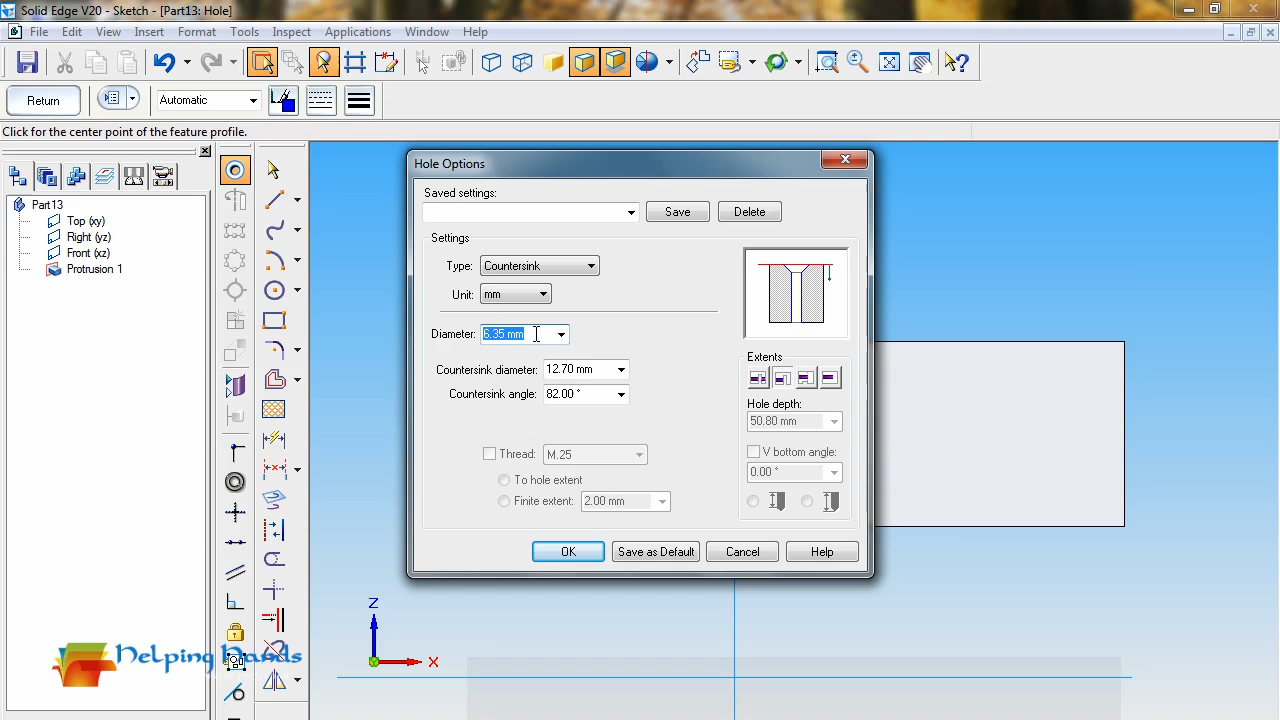 Solid Edge V20 - Sketch - [Part13: Hole]
File Edit View Insert Format Tools Inspect Applications Window Help
Return
Automatic
Click for the center point of the feature profile.
Part13
Top (xy)
Right (yz)
Front (xz)
Protrusion 1
Hole Options
Saved settings:
Save
Delete
Settings
Type: Countersink
Unit: mm
Diameter: 6.35 mm
Countersink diameter: 12.70 mm
Countersink angle: 82.00 °
Thread: M.25
To hole extent
Finite extent: 2.00 mm
Extents
Hole depth:
50.80 mm
V bottom angle:
0.00 °
OK
Save as Default
Cancel
Help
Z
X
Helping Hands